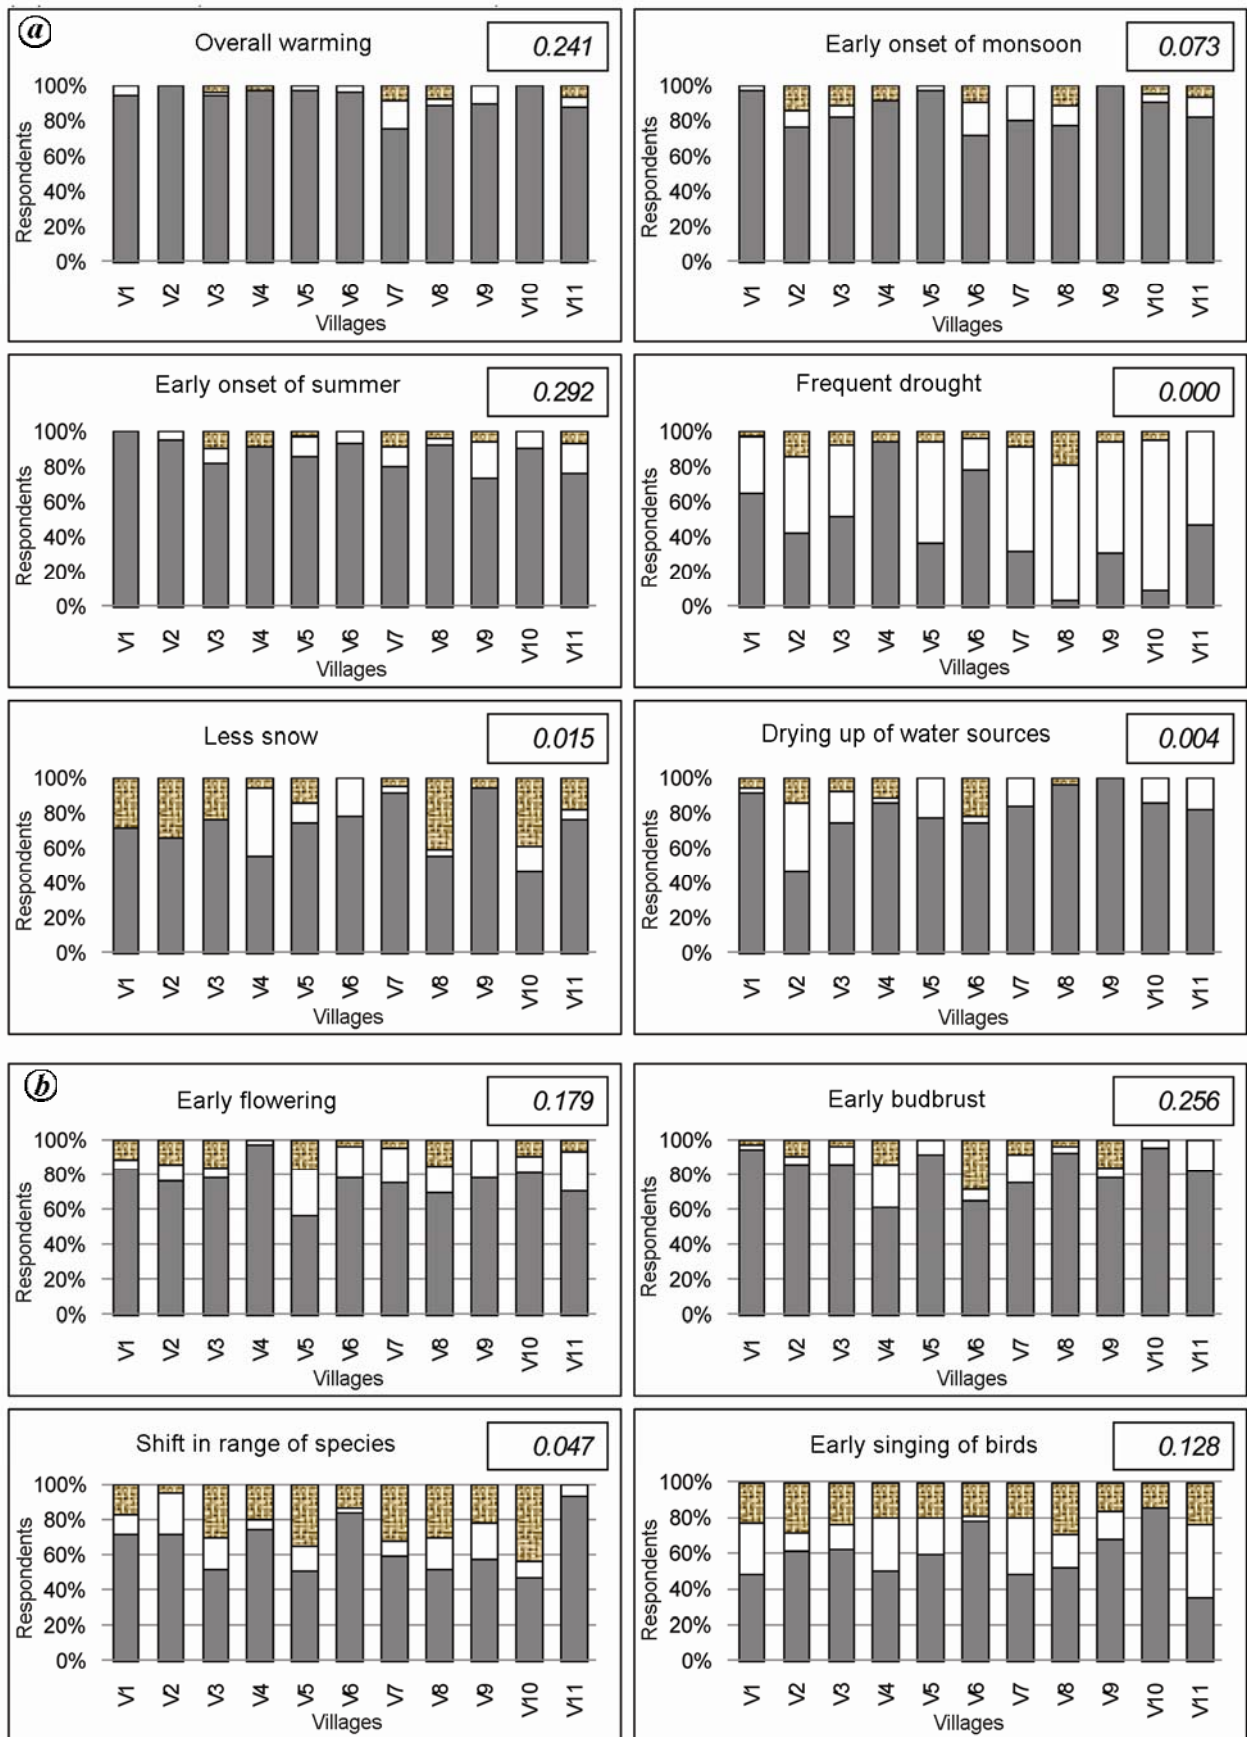 a
Overall warming
0.241
100%
80%
60%
40%
20%
0%
Respondents
V1 V2 V3 V4 V5 V6 V7 V8 V9 V10 V11
Villages
Early onset of monsoon
0.073
100%
80%
60%
40%
20%
0%
Respondents
V1 V2 V3 V4 V5 V6 V7 V8 V9 V10 V11
Villages
Early onset of summer
0.292
100%
80%
60%
40%
20%
0%
Respondents
V1 V2 V3 V4 V5 V6 V7 V8 V9 V10 V11
Villages
Frequent drought
0.000
100%
80%
60%
40%
20%
0%
Respondents
V1 V2 V3 V4 V5 V6 V7 V8 V9 V10 V11
Villages
Less snow
0.015
100%
80%
60%
40%
20%
0%
Respondents
V1 V2 V3 V4 V5 V6 V7 V8 V9 V10 V11
Villages
Drying up of water sources
0.004
100%
80%
60%
40%
20%
0%
Respondents
V1 V2 V3 V4 V5 V6 V7 V8 V9 V10 V11
Villages
b
Early flowering
0.179
100%
80%
60%
40%
20%
0%
Respondents
V1 V2 V3 V4 V5 V6 V7 V8 V9 V10 V11
Villages
Early budbrust
0.256
100%
80%
60%
40%
20%
0%
Respondents
V1 V2 V3 V4 V5 V6 V7 V8 V9 V10 V11
Villages
Shift in range of species
0.047
100%
80%
60%
40%
20%
0%
Respondents
V1 V2 V3 V4 V5 V6 V7 V8 V9 V10 V11
Villages
Early singing of birds
0.128
100%
80%
60%
40%
20%
0%
Respondents
V1 V2 V3 V4 V5 V6 V7 V8 V9 V10 V11
Villages